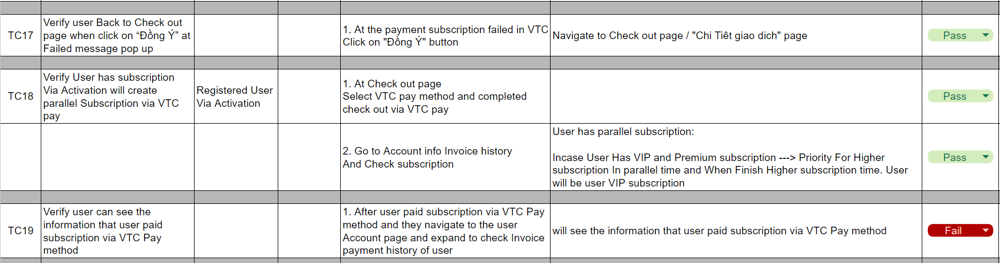 TC17
Verify user Back to Check out
page when click on “Đồng Ý” at
Failed message pop up
1. At the payment subscription failed in VTC
Click on "Đồng Ý" button
Navigate to Check out page / "Chi Tiêt giao dich" page
Pass
TC18
Verify User has subscription
Via Activation will create
parallel Subscription via VTC
pay
Registered User
Via Activation
1. At Check out page
Select VTC pay method and completed
check out via VTC pay
Pass
2. Go to Account info Invoice history
And Check subscription
User has parallel subscription:
Incase User Has VIP and Premium subscription ---> Priority For Higher
subscription In parallel time and When Finish Higher subscription time. User
will be user VIP subscription
Pass
TC19
Verify user can see the
information that user paid
subscription via VTC Pay
method
1. After user paid subscription via VTC Pay
method and they navigate to the user
Account page and expand to check Invoice
payment history of user
will see the information that user paid subscription via VTC Pay method
Fail